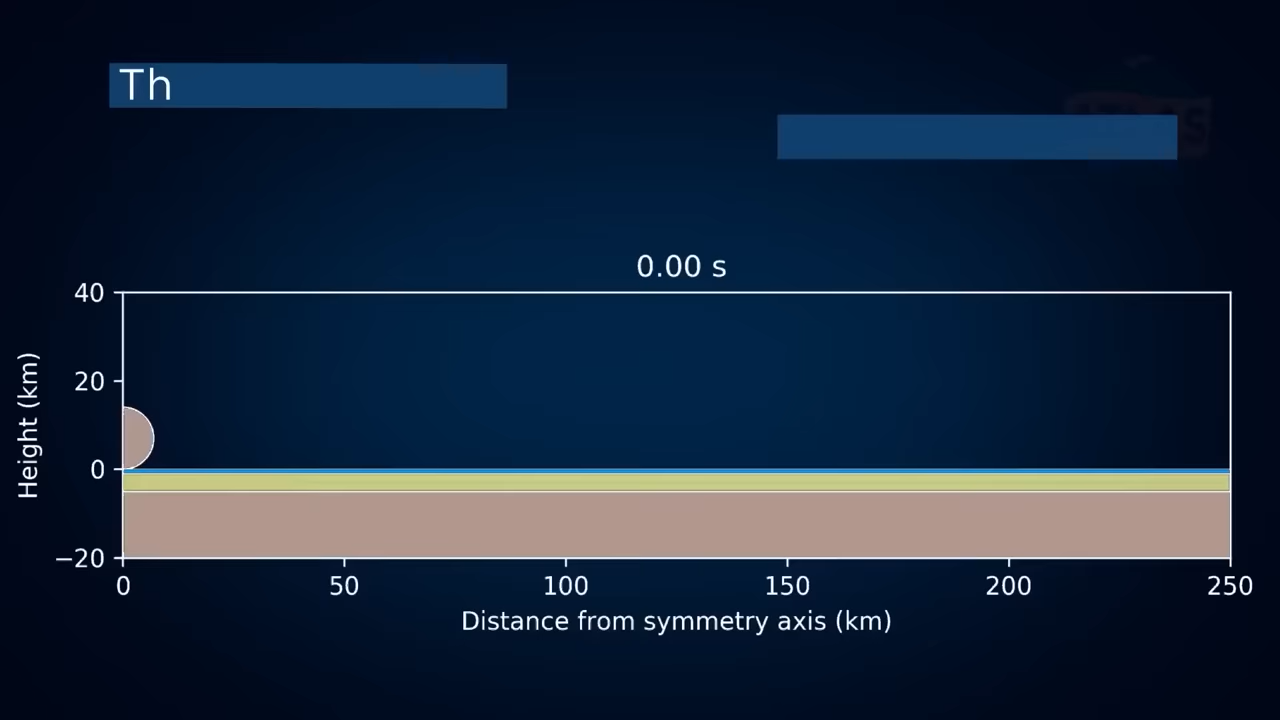 Th
0.00 s
40
20
0
−20
Height (km)
0 50 100 150 200 250
Distance from symmetry axis (km)